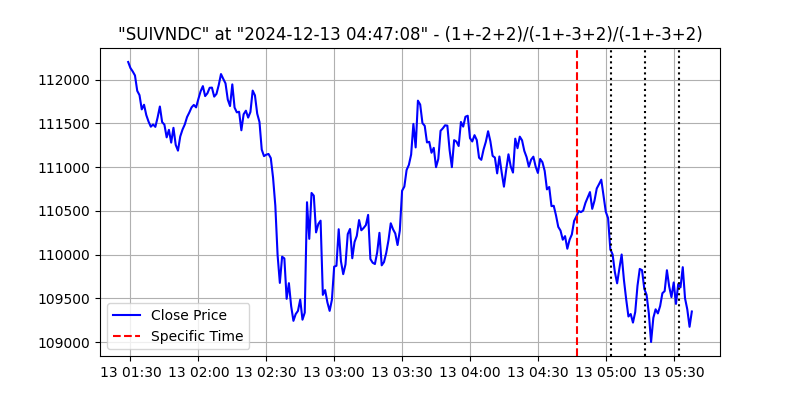 "SUIVNDC" at "2024-12-13 04:47:08" - (1+-2+2)/(-1+-3+2)/(-1+-3+2)
112000
111500
111000
110500
110000
109500
109000
Close Price
Specific Time
13 01:30 13 02:00 13 02:30 13 03:00 13 03:30 13 04:00 13 04:30 13 05:00 13 05:30